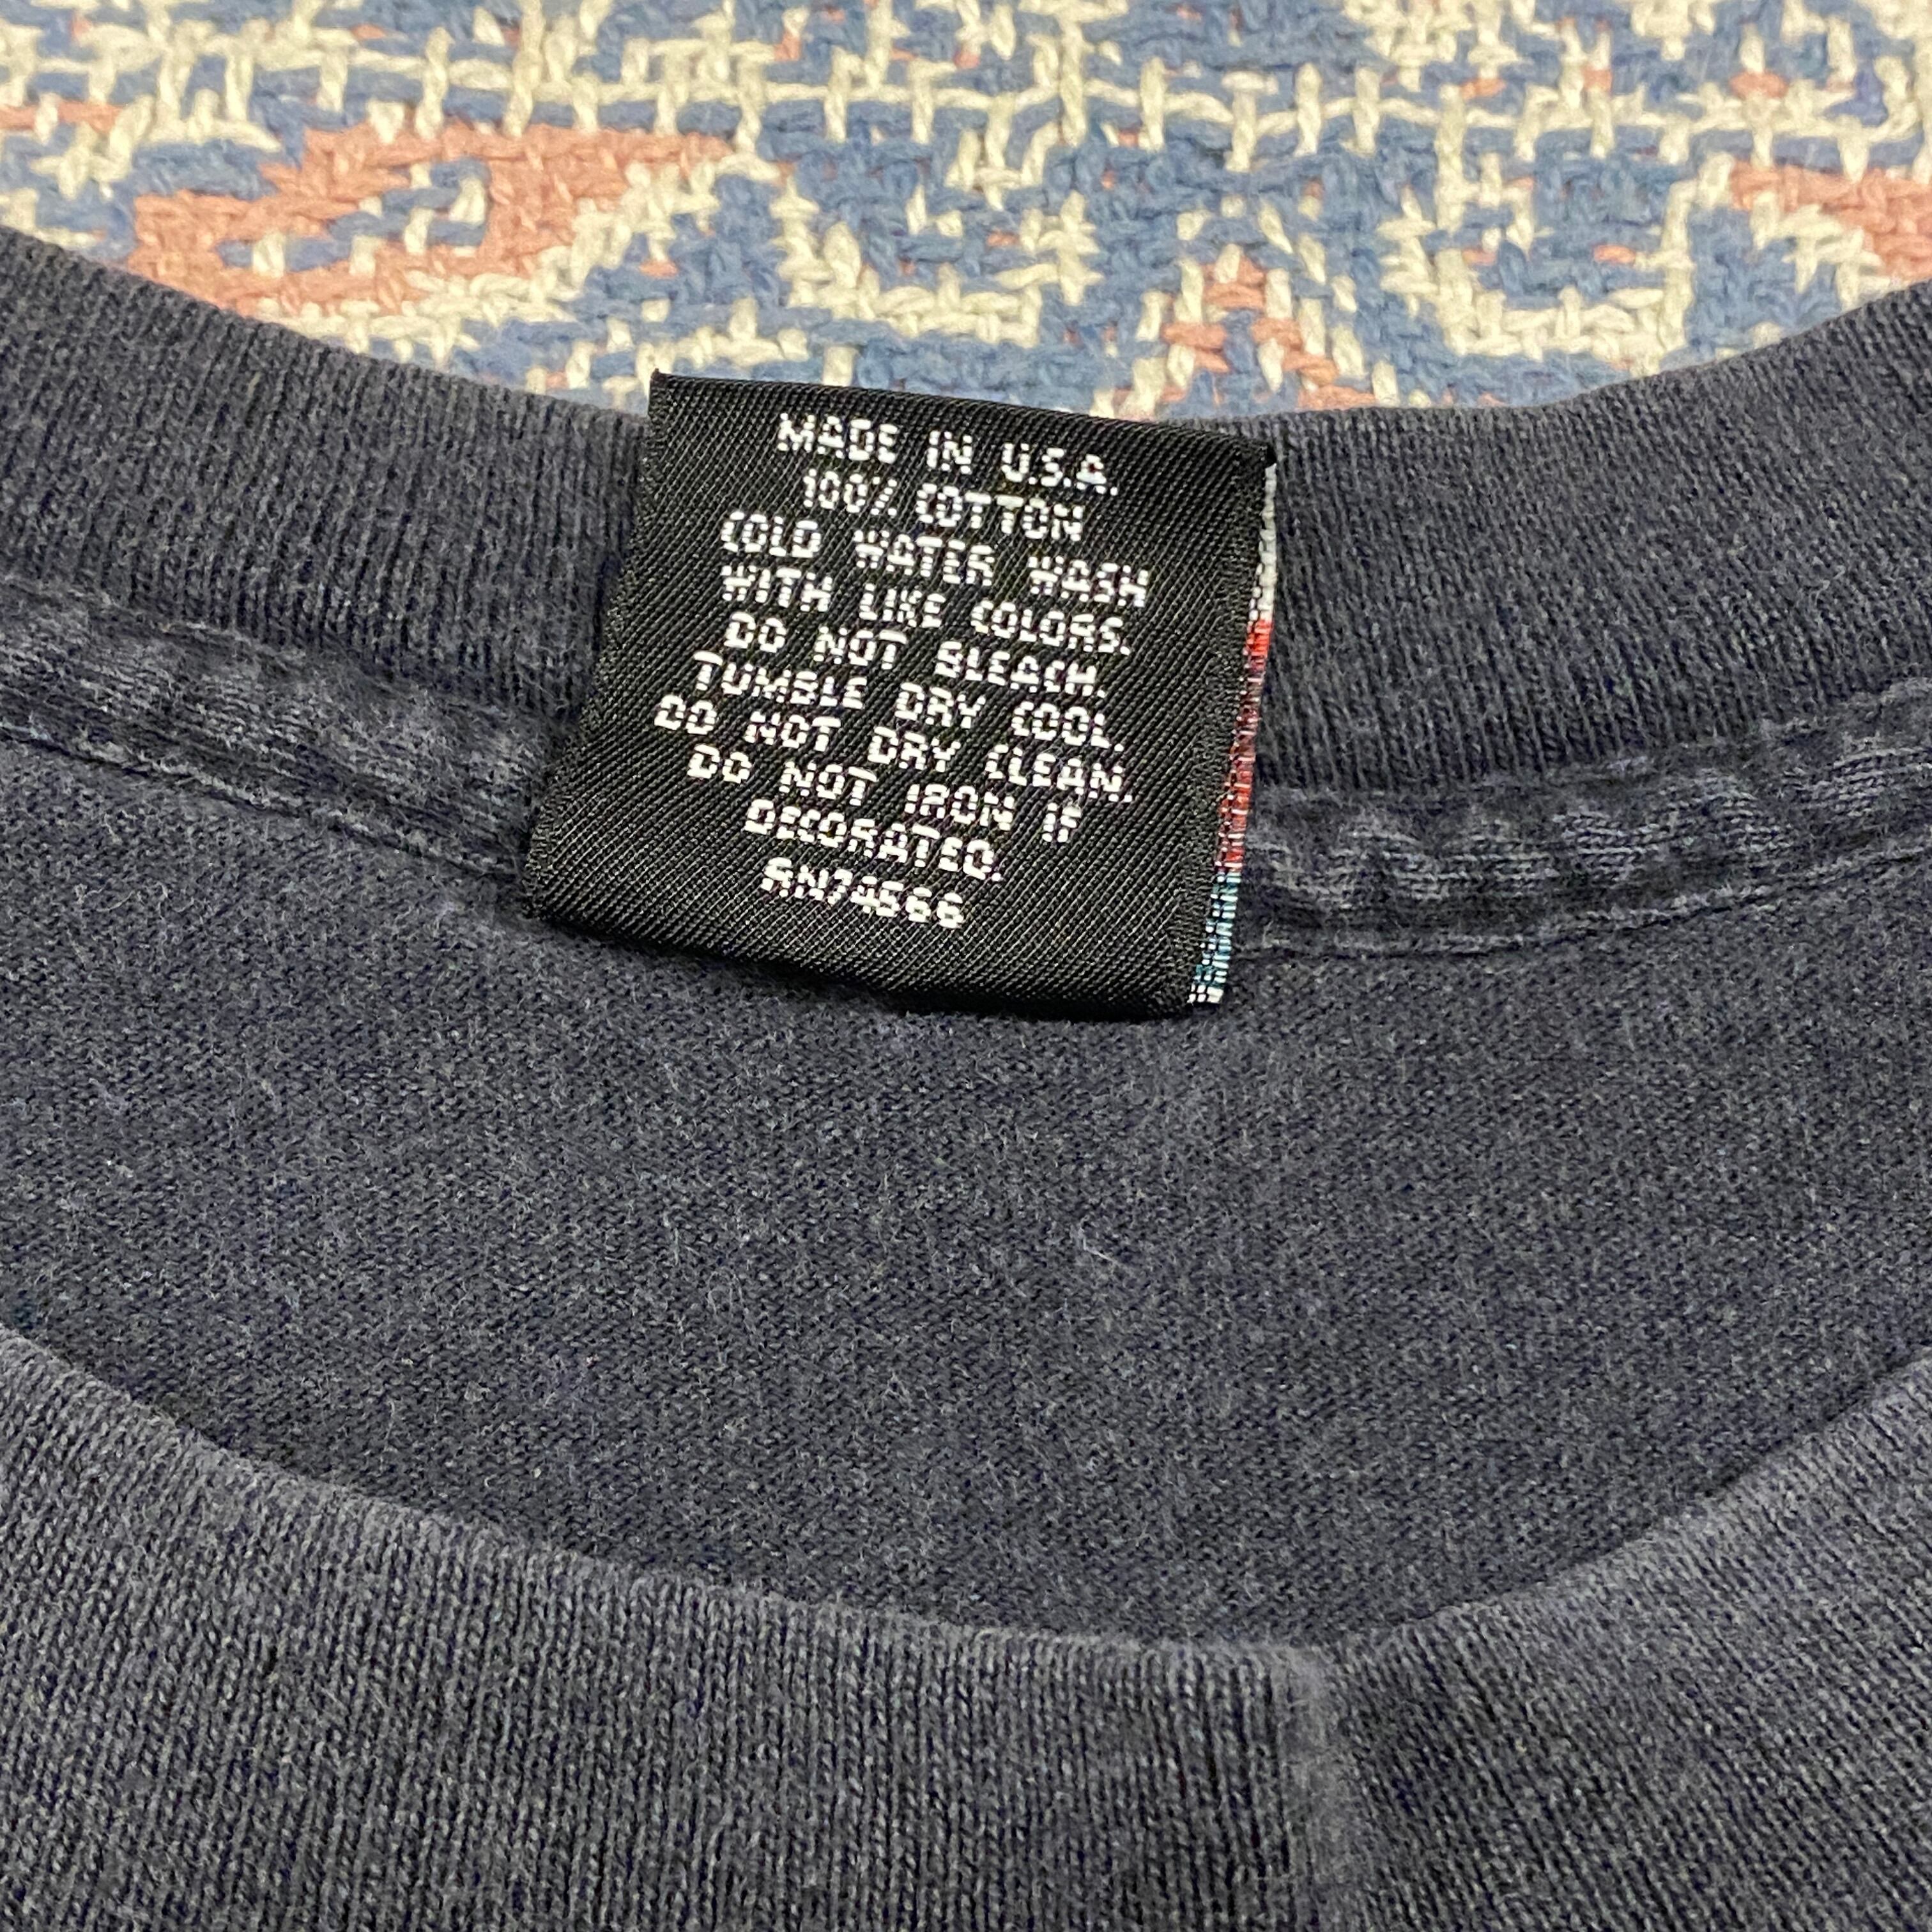 MADE IN U.S.A.
100% COTTON
COLD WATER WASH
WITH LIKE COLORS.
DO NOT BLEACH.
TUMBLE DRY COOL.
DO NOT DRY CLEAN.
DO NOT IRON IF
DECORATED.
RN74566